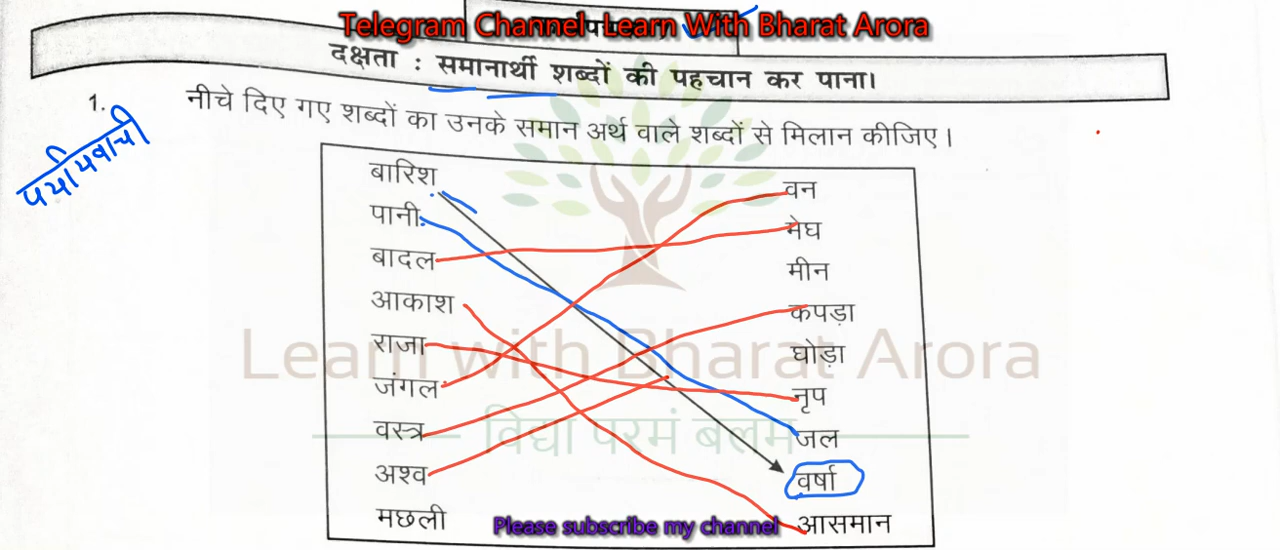 Telegram Channel Learn With Bharat Arora
दक्षता : समानार्थी शब्दों की पहचान कर पाना।
1. नीचे दिए गए शब्दों का उनके समान अर्थ वाले शब्दों से मिलान कीजिए।
पर्यायवाची
बारिश वन
पानी मेघ
बादल मीन
आकाश कपड़ा
राजा घोड़ा
Learn with Bharat Arora
जंगल नृप
वस्त्र जल
विद्या परमं बलम
अश्व वर्षा
मछली आसमान
Please subscribe my channel